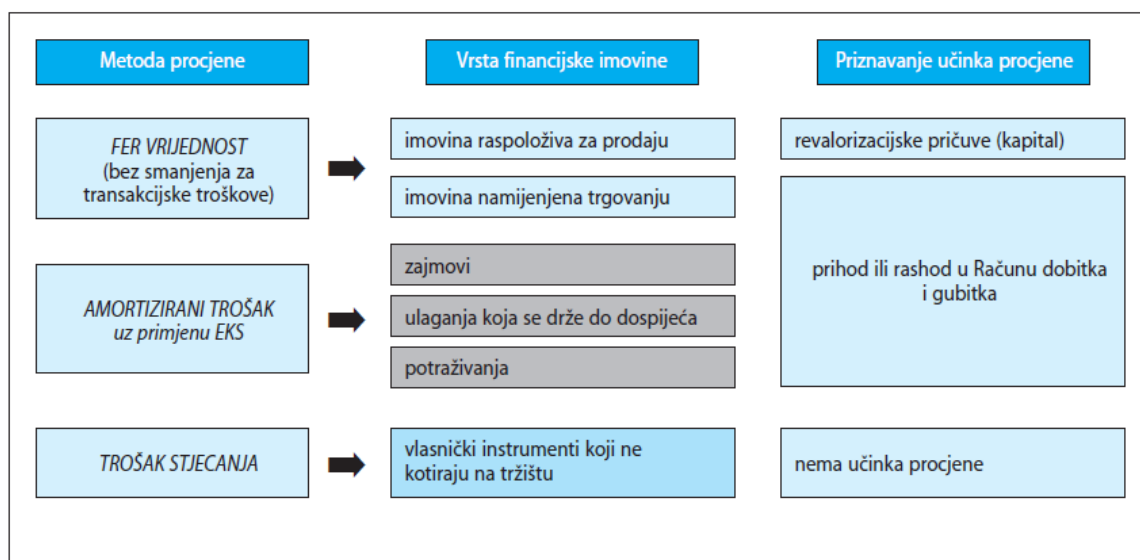 Metoda procjene
Vrsta financijske imovine
Priznavanje učinka procjene
FER VRIJEDNOST
(bez smanjenja za
transakcijske troškove)
imovina raspoloživa za prodaju
revalorizacijske pričuve (kapital)
imovina namijenjena trgovanju
prihod ili rashod u Računu dobitka
i gubitka
AMORTIZIRANI TROŠAK
uz primjenu EKS
zajmovi
ulaganja koja se drže do dospijeća
potraživanja
TROŠAK STJECANJA
vlasnički instrumenti koji ne
kotiraju na tržištu
nema učinka procjene